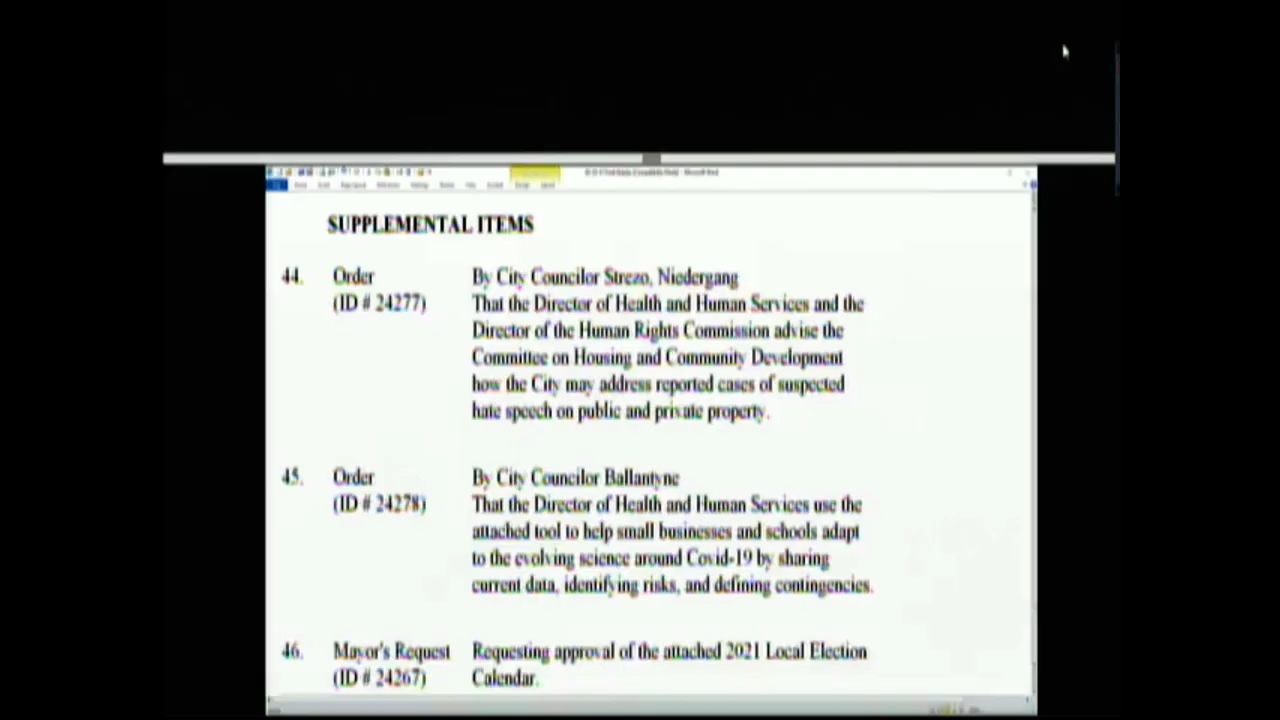 SUPPLEMENTAL ITEMS
44. Order By City Councilor Strezo, Niedergang
(ID # 24277) That the Director of Health and Human Services and the
Director of the Human Rights Commission advise the
Committee on Housing and Community Development
how the City may address reported cases of suspected
hate speech on public and private property.
45. Order By City Councilor Ballantyne
(ID # 24278) That the Director of Health and Human Services use the
attached tool to help small businesses and schools adapt
to the evolving science around Covid-19 by sharing
current data, identifying risks, and defining contingencies.
46. Mayor's Request Requesting approval of the attached 2021 Local Election
(ID # 24267) Calendar.